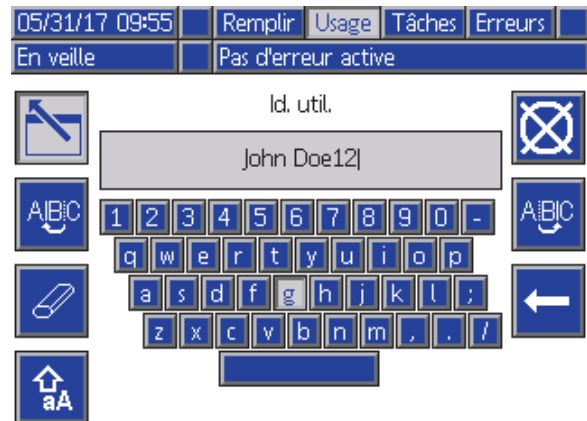 05/31/17 09:55 Remplir Usage Tâches Erreurs
En veille Pas d'erreur active
Id. util.
John Doe12
ABC ABC
1 2 3 4 5 6 7 8 9 0 -
q w e r t y u i o p
a s d f g h j k l ;
z x c v b n m , . /
aA